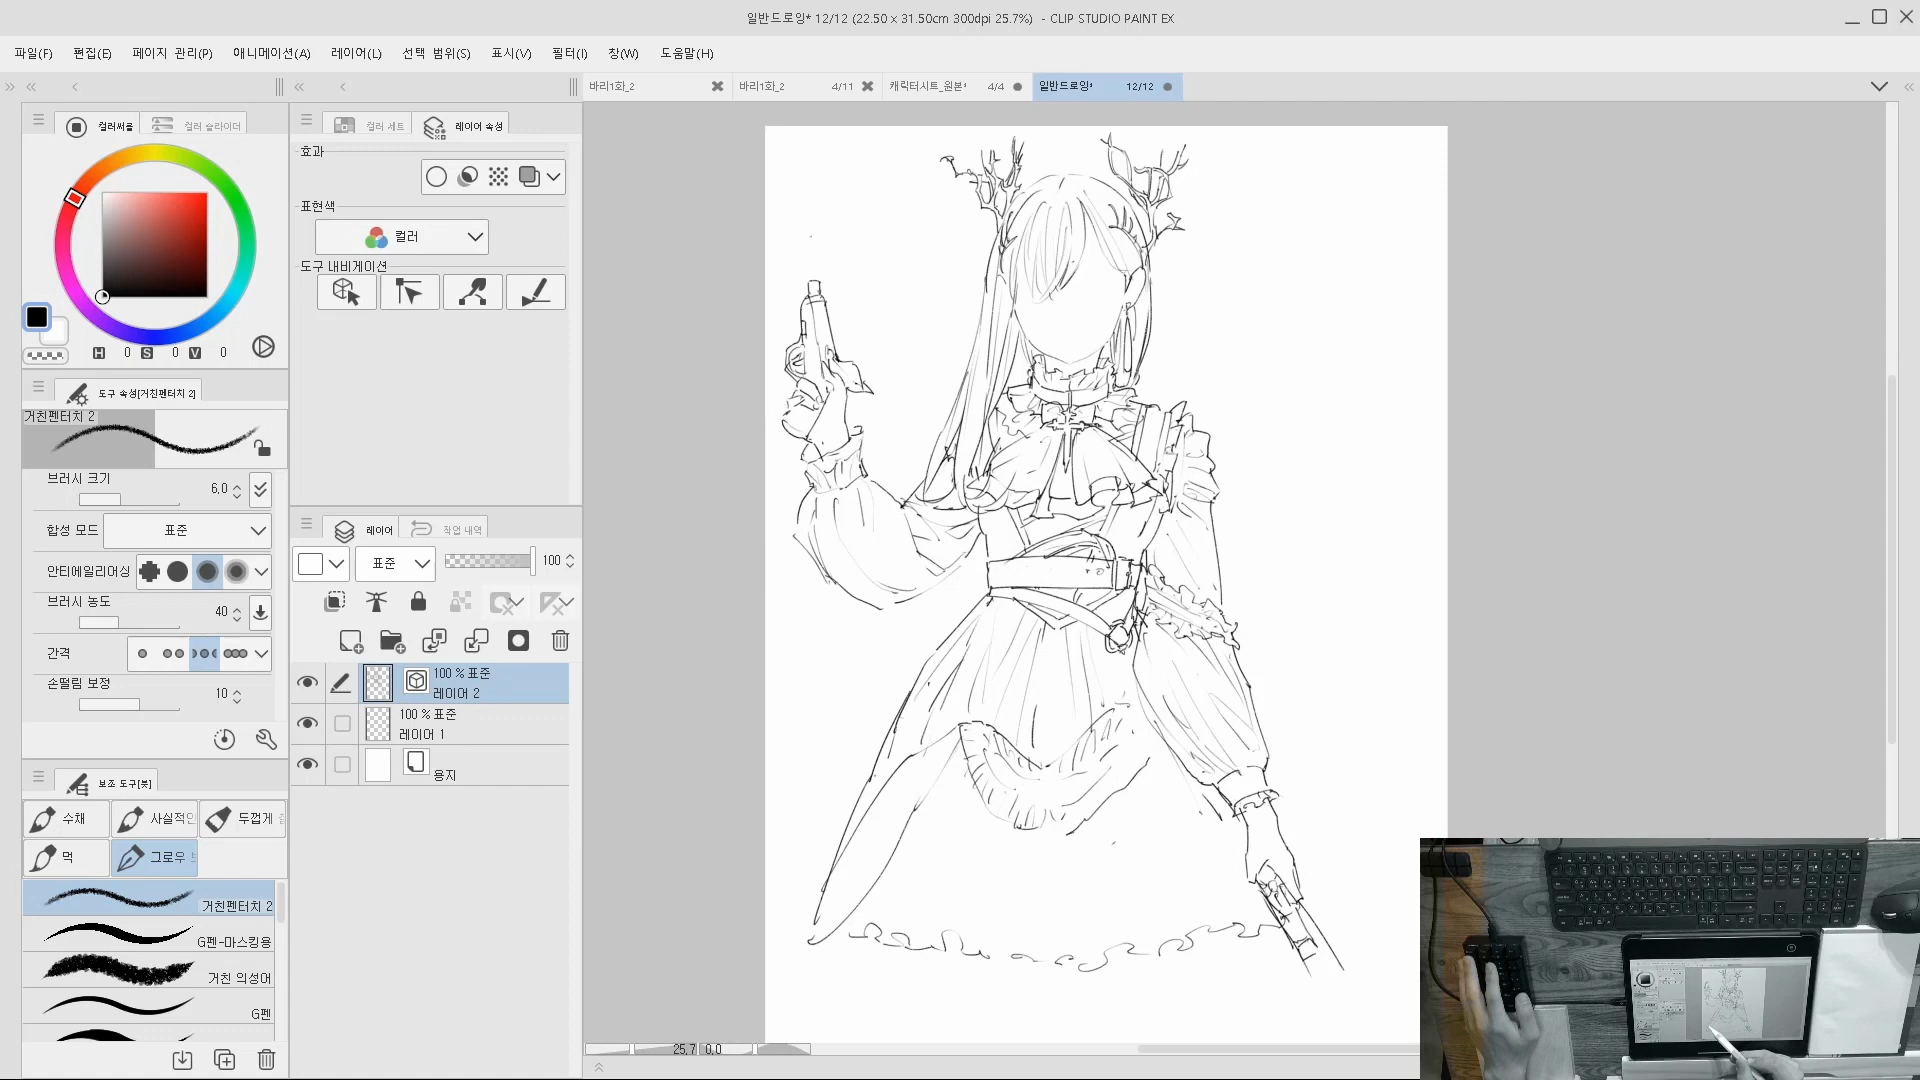 일반드로잉* 12/12 (22.50 x 31.50cm 300dpi 25.7%) - CLIP STUDIO PAINT EX
파일(F) 편집(E) 페이지 관리(P) 애니메이션(A) 레이어(L) 선택 범위(S) 표시(V) 필터(I) 창(W) 도움말(H)
바리1화_2
바리1화_2 4/11
캐릭터시트_원본* 4/4
일반드로잉* 12/12
컬러써클
컬러 슬라이더
H 0 S 0 V 0
컬러 세트
레이어 속성
효과
표현색
컬러
도구 내비게이션
도구 속성[거친펜터치 2]
거친펜터치 2
브러시 크기 6.0
합성 모드 표준
안티에일리어싱
브러시 농도 40
간격
손떨림 보정 10
레이어
작업 내역
표준 100
100 % 표준
레이어 2
100 % 표준
레이어 1
용지
보조 도구[붓]
수채
사실적인
두껍게
먹
그로우
거친펜터치 2
G펜-마스킹용
거친 의성어
G펜
25.7 0.0